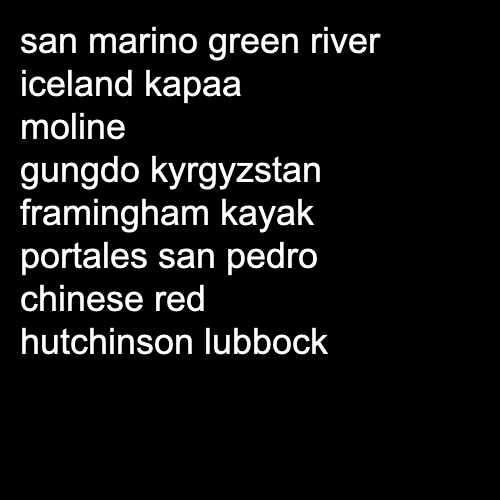 san marino green river
iceland kapaa
moline
gungdo kyrgyzstan
framingham kayak
portales san pedro
chinese red
hutchinson lubbock